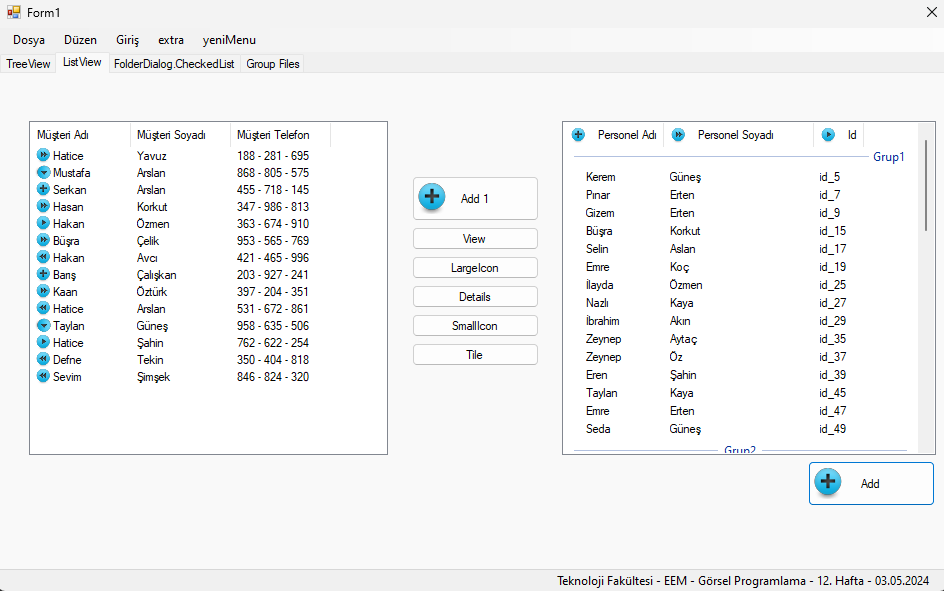 Form1
Dosya Düzen Giriş extra yeniMenu
TreeView ListView FolderDialog.CheckedList Group Files
Müşteri Adı Müşteri Soyadı Müşteri Telefon
Hatice Yavuz 188 - 281 - 695
Mustafa Arslan 868 - 805 - 575
Serkan Arslan 455 - 718 - 145
Hasan Korkut 347 - 986 - 813
Hakan Özmen 363 - 674 - 910
Büşra Çelik 953 - 565 - 769
Hakan Avcı 421 - 465 - 996
Barış Çalışkan 203 - 927 - 241
Kaan Öztürk 397 - 204 - 351
Hatice Arslan 531 - 672 - 861
Taylan Güneş 958 - 635 - 506
Hatice Şahin 762 - 622 - 254
Defne Tekin 350 - 404 - 818
Sevim Şimşek 846 - 824 - 320
Add 1
View
LargeIcon
Details
SmallIcon
Tile
Personel Adı Personel Soyadı Id
Grup1
Kerem Güneş id_5
Pınar Erten id_7
Gizem Erten id_9
Büşra Korkut id_15
Selin Aslan id_17
Emre Koç id_19
İlayda Özmen id_25
Nazlı Kaya id_27
İbrahim Akın id_29
Zeynep Aytaç id_35
Zeynep Öz id_37
Eren Şahin id_39
Taylan Kaya id_45
Emre Erten id_47
Seda Güneş id_49
Grup2
Add
Teknoloji Fakültesi - EEM - Görsel Programlama - 12. Hafta - 03.05.2024